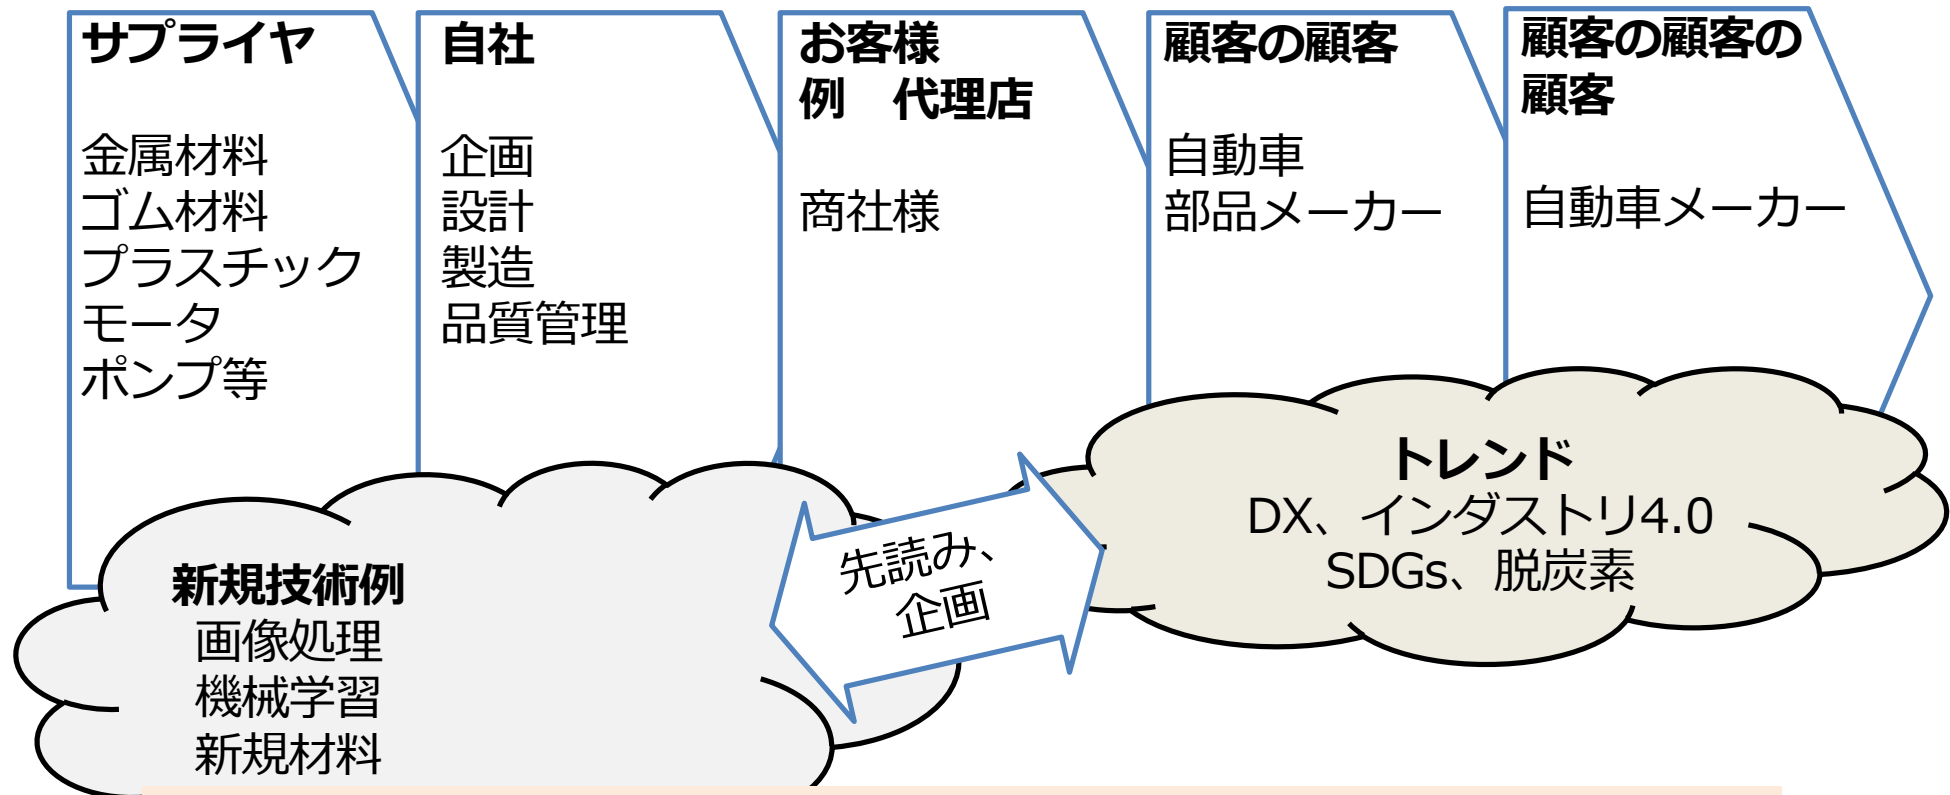 サプライヤ
金属材料
ゴム材料
プラスチック
モータ
ポンプ等
自社
企画
設計
製造
品質管理
お客様
例　代理店
商社様
顧客の顧客
自動車
部品メーカー
顧客の顧客の
顧客
自動車メーカー
トレンド
DX、インダストリ4.0
SDGs、脱炭素
先読み、
企画
新規技術例
画像処理
機械学習
新規材料